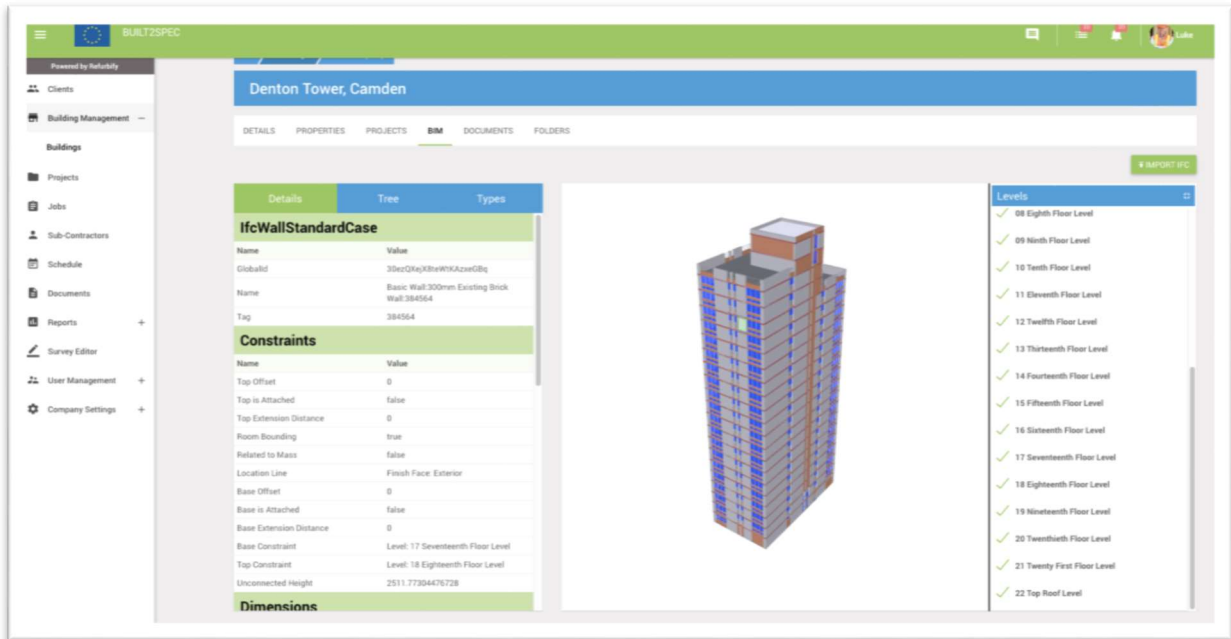 BUILT2SPEC
Luke
Powered by Refurbify
Clients
Building Management
Buildings
Projects
Jobs
Sub-Contractors
Schedule
Documents
Reports
Survey Editor
User Management
Company Settings
Denton Tower, Camden
DETAILS PROPERTIES PROJECTS BIM DOCUMENTS FOLDERS
IMPORT IFC
Details Tree Types
IfcWallStandardCase
Name Value
GlobalId
Name Basic Wall:300mm Existing Brick
Wall:384564
Tag 384564
Constraints
Name Value
Top Offset 0
Top is Attached false
Top Extension Distance 0
Room Bounding true
Related to Mass false
Location Line Finish Face: Exterior
Base Offset 0
Base is Attached false
Base Extension Distance 0
Base Constraint Level: 17 Seventeenth Floor Level
Top Constraint Level: 18 Eighteenth Floor Level
Unconnected Height 2511.77304476728
Dimensions
Levels
08 Eighth Floor Level
09 Ninth Floor Level
10 Tenth Floor Level
11 Eleventh Floor Level
12 Twelfth Floor Level
13 Thirteenth Floor Level
14 Fourteenth Floor Level
15 Fifteenth Floor Level
16 Sixteenth Floor Level
17 Seventeenth Floor Level
18 Eighteenth Floor Level
19 Nineteenth Floor Level
20 Twenthieth Floor Level
21 Twenty First Floor Level
22 Top Roof Level